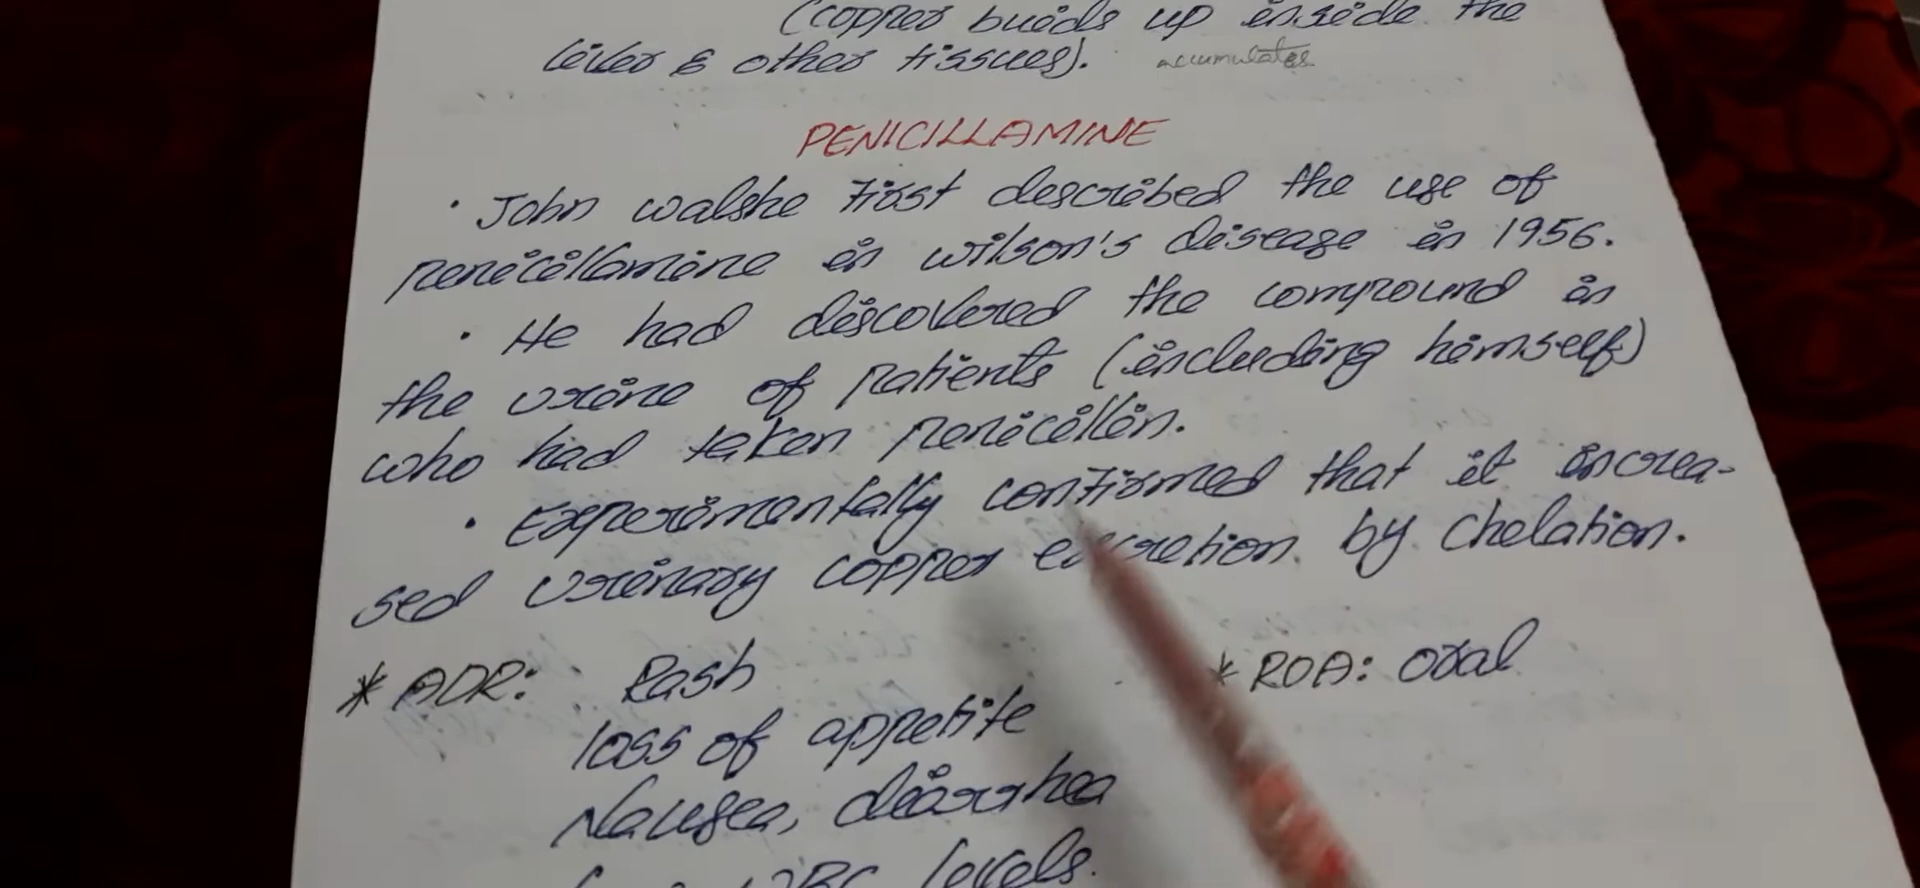 (copper builds up inside the
liver & other tissues). accumulates
PENICILLAMINE
• John walshe First described the use of
penicillamine in wilson's disease in 1956.
• He had discovered the compound in
the urine of patients (including himself)
who had taken penicillin.
• Experimentally confirmed that it increa-
sed urinary copper excretion. by chelation.
* ADR: Rash * ROA: oral
loss of appetite
Nausea, diarrhea
WBC levels.